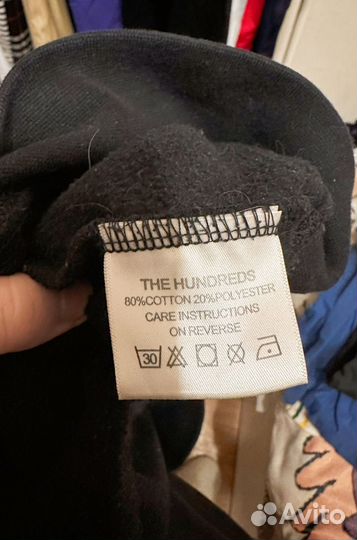 THE HUNDREDS
80%COTTON 20%POLYESTER
CARE INSTRUCTIONS
ON REVERSE
30
Avito